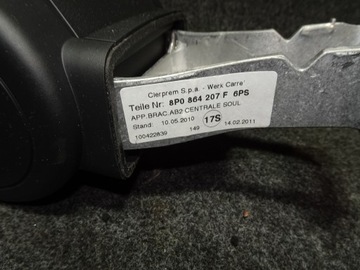 Cierprem S.p.a. - Werk Carre'
Teile Nr: 8P0 864 207 F 6PS
APP.BRAC.AB2 CENTRALE SOUL
Stand: 10.05.2010 17S
100422839 149 14.02.2011